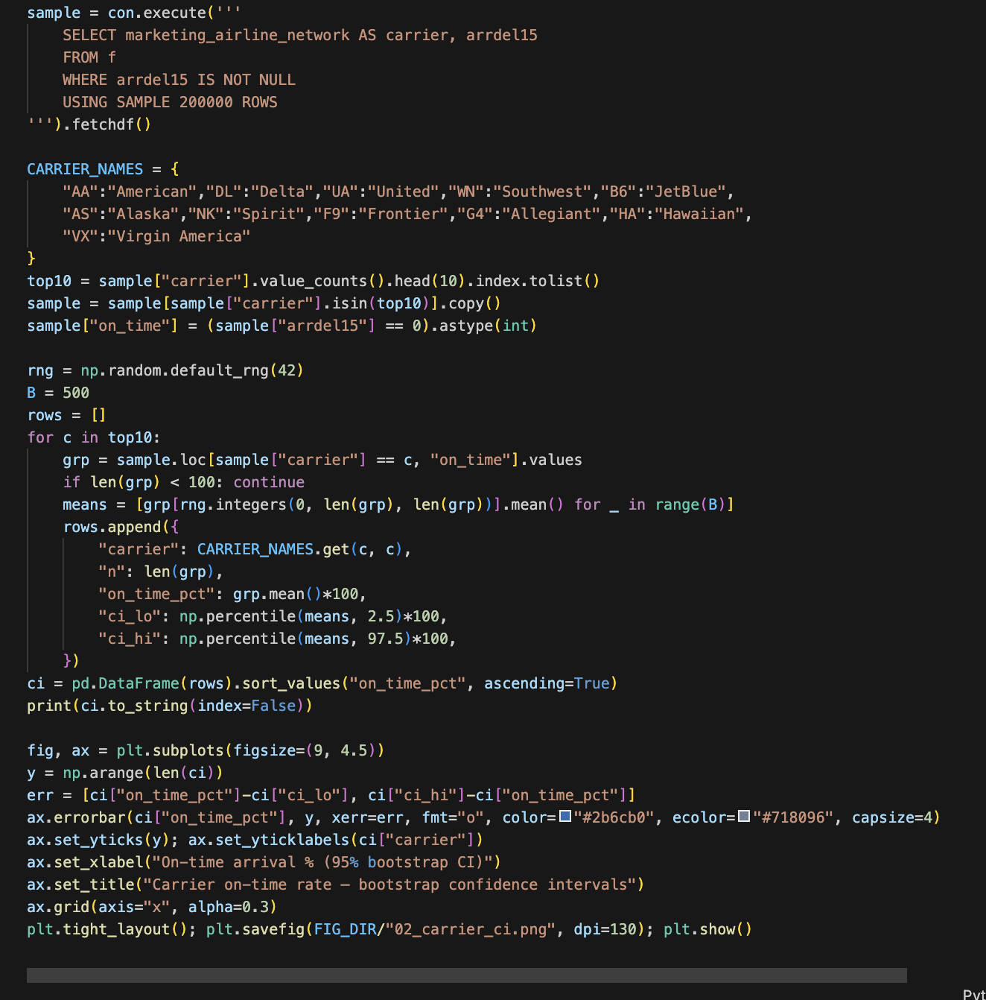 sample = con.execute('''
    SELECT marketing_airline_network AS carrier, arrdel15
    FROM f
    WHERE arrdel15 IS NOT NULL
    USING SAMPLE 200000 ROWS
''').fetchdf()

CARRIER_NAMES = {
    "AA":"American","DL":"Delta","UA":"United","WN":"Southwest","B6":"JetBlue",
    "AS":"Alaska","NK":"Spirit","F9":"Frontier","G4":"Allegiant","HA":"Hawaiian",
    "VX":"Virgin America"
}
top10 = sample["carrier"].value_counts().head(10).index.tolist()
sample = sample[sample["carrier"].isin(top10)].copy()
sample["on_time"] = (sample["arrdel15"] == 0).astype(int)

rng = np.random.default_rng(42)
B = 500
rows = []
for c in top10:
    grp = sample.loc[sample["carrier"] == c, "on_time"].values
    if len(grp) < 100: continue
    means = [grp[rng.integers(0, len(grp), len(grp))].mean() for _ in range(B)]
    rows.append({
        "carrier": CARRIER_NAMES.get(c, c),
        "n": len(grp),
        "on_time_pct": grp.mean()*100,
        "ci_lo": np.percentile(means, 2.5)*100,
        "ci_hi": np.percentile(means, 97.5)*100,
    })
ci = pd.DataFrame(rows).sort_values("on_time_pct", ascending=True)
print(ci.to_string(index=False))

fig, ax = plt.subplots(figsize=(9, 4.5))
y = np.arange(len(ci))
err = [ci["on_time_pct"]-ci["ci_lo"], ci["ci_hi"]-ci["on_time_pct"]]
ax.errorbar(ci["on_time_pct"], y, xerr=err, fmt="o", color="#2b6cb0", ecolor="#718096", capsize=4)
ax.set_yticks(y); ax.set_yticklabels(ci["carrier"])
ax.set_xlabel("On-time arrival % (95% bootstrap CI)")
ax.set_title("Carrier on-time rate — bootstrap confidence intervals")
ax.grid(axis="x", alpha=0.3)
plt.tight_layout(); plt.savefig(FIG_DIR/"02_carrier_ci.png", dpi=130); plt.show()